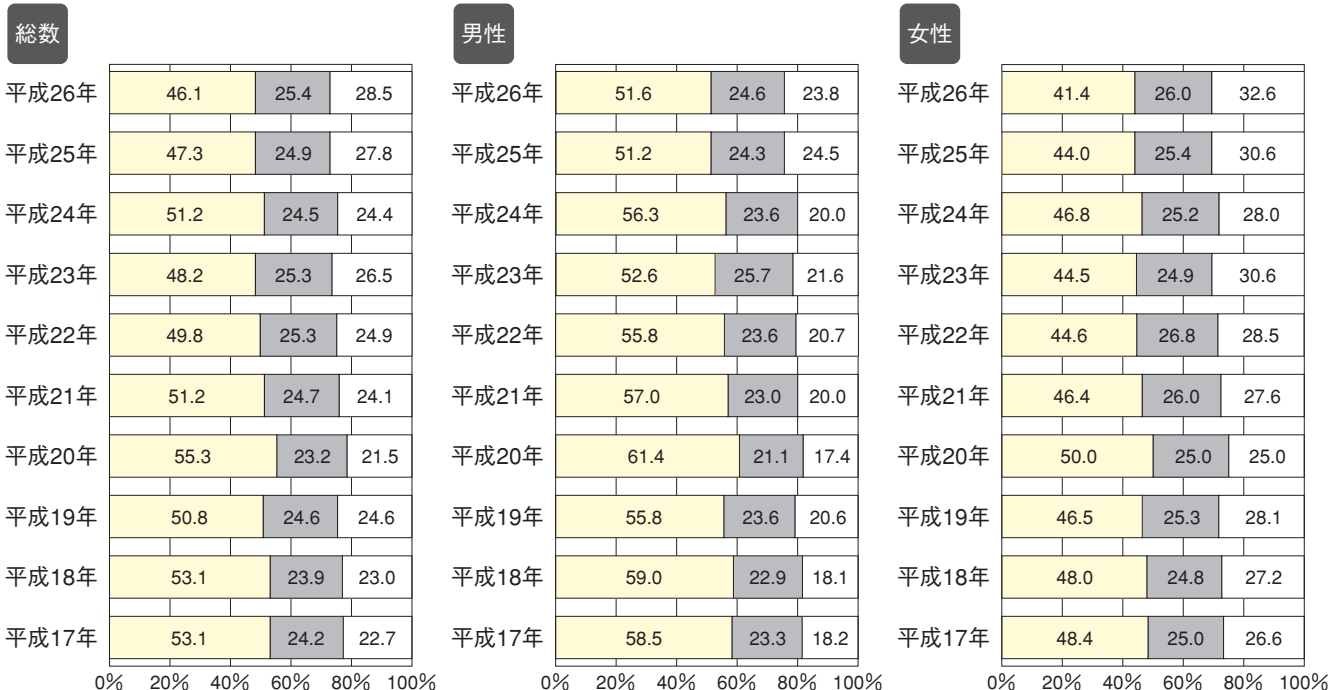 総数
平成26年 46.1 25.4 28.5
平成25年 47.3 24.9 27.8
平成24年 51.2 24.5 24.4
平成23年 48.2 25.3 26.5
平成22年 49.8 25.3 24.9
平成21年 51.2 24.7 24.1
平成20年 55.3 23.2 21.5
平成19年 50.8 24.6 24.6
平成18年 53.1 23.9 23.0
平成17年 53.1 24.2 22.7
0% 20% 40% 60% 80% 100%
男性
平成26年 51.6 24.6 23.8
平成25年 51.2 24.3 24.5
平成24年 56.3 23.6 20.0
平成23年 52.6 25.7 21.6
平成22年 55.8 23.6 20.7
平成21年 57.0 23.0 20.0
平成20年 61.4 21.1 17.4
平成19年 55.8 23.6 20.6
平成18年 59.0 22.9 18.1
平成17年 58.5 23.3 18.2
0% 20% 40% 60% 80% 100%
女性
平成26年 41.4 26.0 32.6
平成25年 44.0 25.4 30.6
平成24年 46.8 25.2 28.0
平成23年 44.5 24.9 30.6
平成22年 44.6 26.8 28.5
平成21年 46.4 26.0 27.6
平成20年 50.0 25.0 25.0
平成19年 46.5 25.3 28.1
平成18年 48.0 24.8 27.2
平成17年 48.4 25.0 26.6
0% 20% 40% 60% 80% 100%